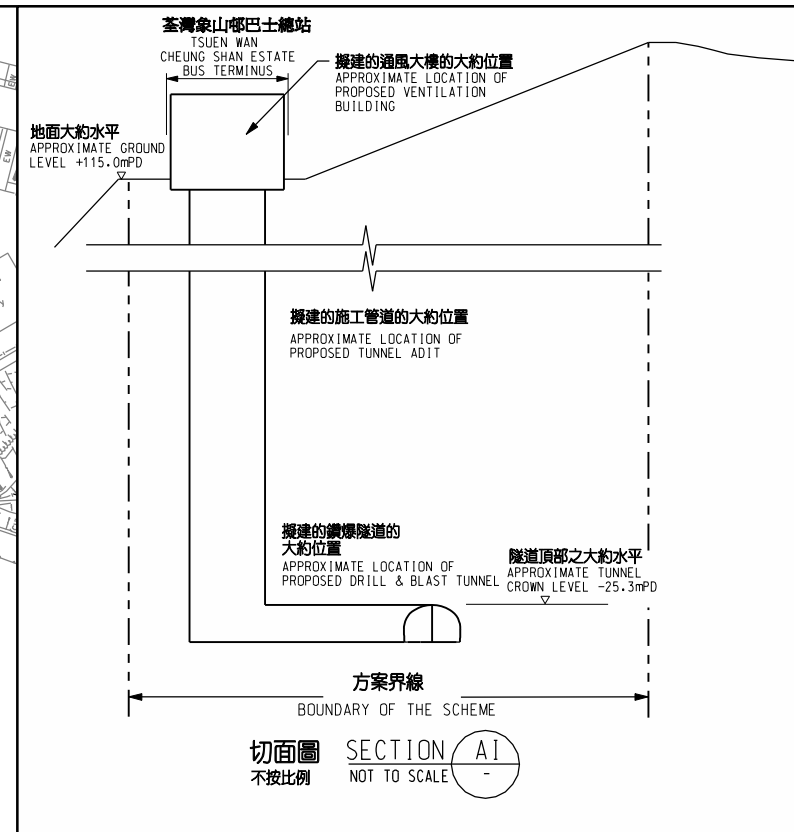 荃灣象山邨巴士總站
TSUEN WAN
CHEUNG SHAN ESTATE
BUS TERMINUS
擬建的通風大樓的大約位置
APPROXIMATE LOCATION OF
PROPOSED VENTILATION
BUILDING
地面大約水平
APPROXIMATE GROUND
LEVEL +115.0mPD
擬建的施工管道的大約位置
APPROXIMATE LOCATION OF
PROPOSED TUNNEL ADIT
擬建的鑽爆隧道的
大約位置
APPROXIMATE LOCATION OF
PROPOSED DRILL & BLAST TUNNEL
隧道頂部之大約水平
APPROXIMATE TUNNEL
CROWN LEVEL -25.3mPD
方案界線
BOUNDARY OF THE SCHEME
切面圖 SECTION AI
不按比例 NOT TO SCALE -
EW
EW